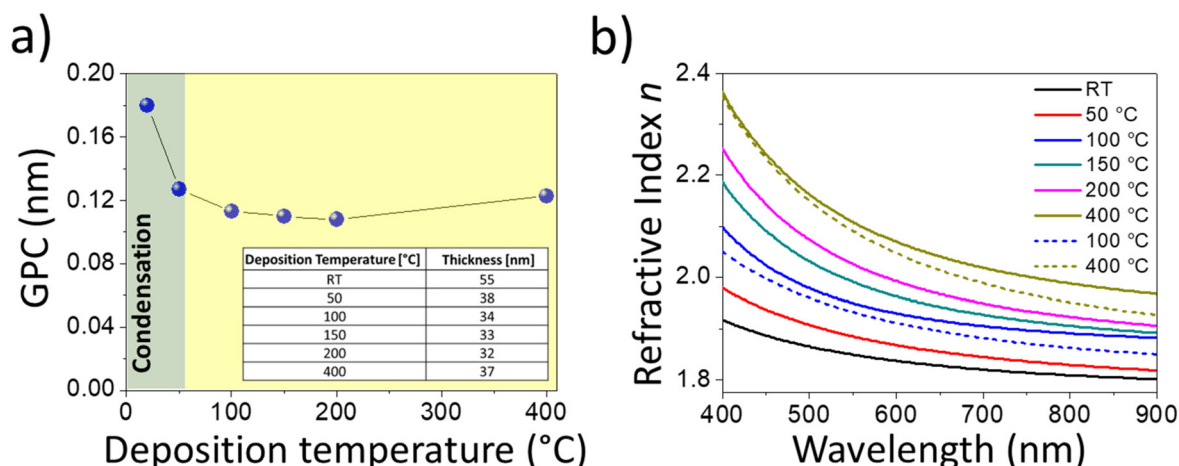 a)
GPC (nm)
0.20
0.16
0.12
0.08
0.04
0.00
Condensation
Deposition Temperature [°C] Thickness [nm]
RT 55
50 38
100 34
150 33
200 32
400 37
0 100 200 300 400
Deposition temperature (°C)
b)
Refractive Index n
2.4
2.2
2.0
1.8
RT
50 °C
100 °C
150 °C
200 °C
400 °C
100 °C
400 °C
400 500 600 700 800 900
Wavelength (nm)